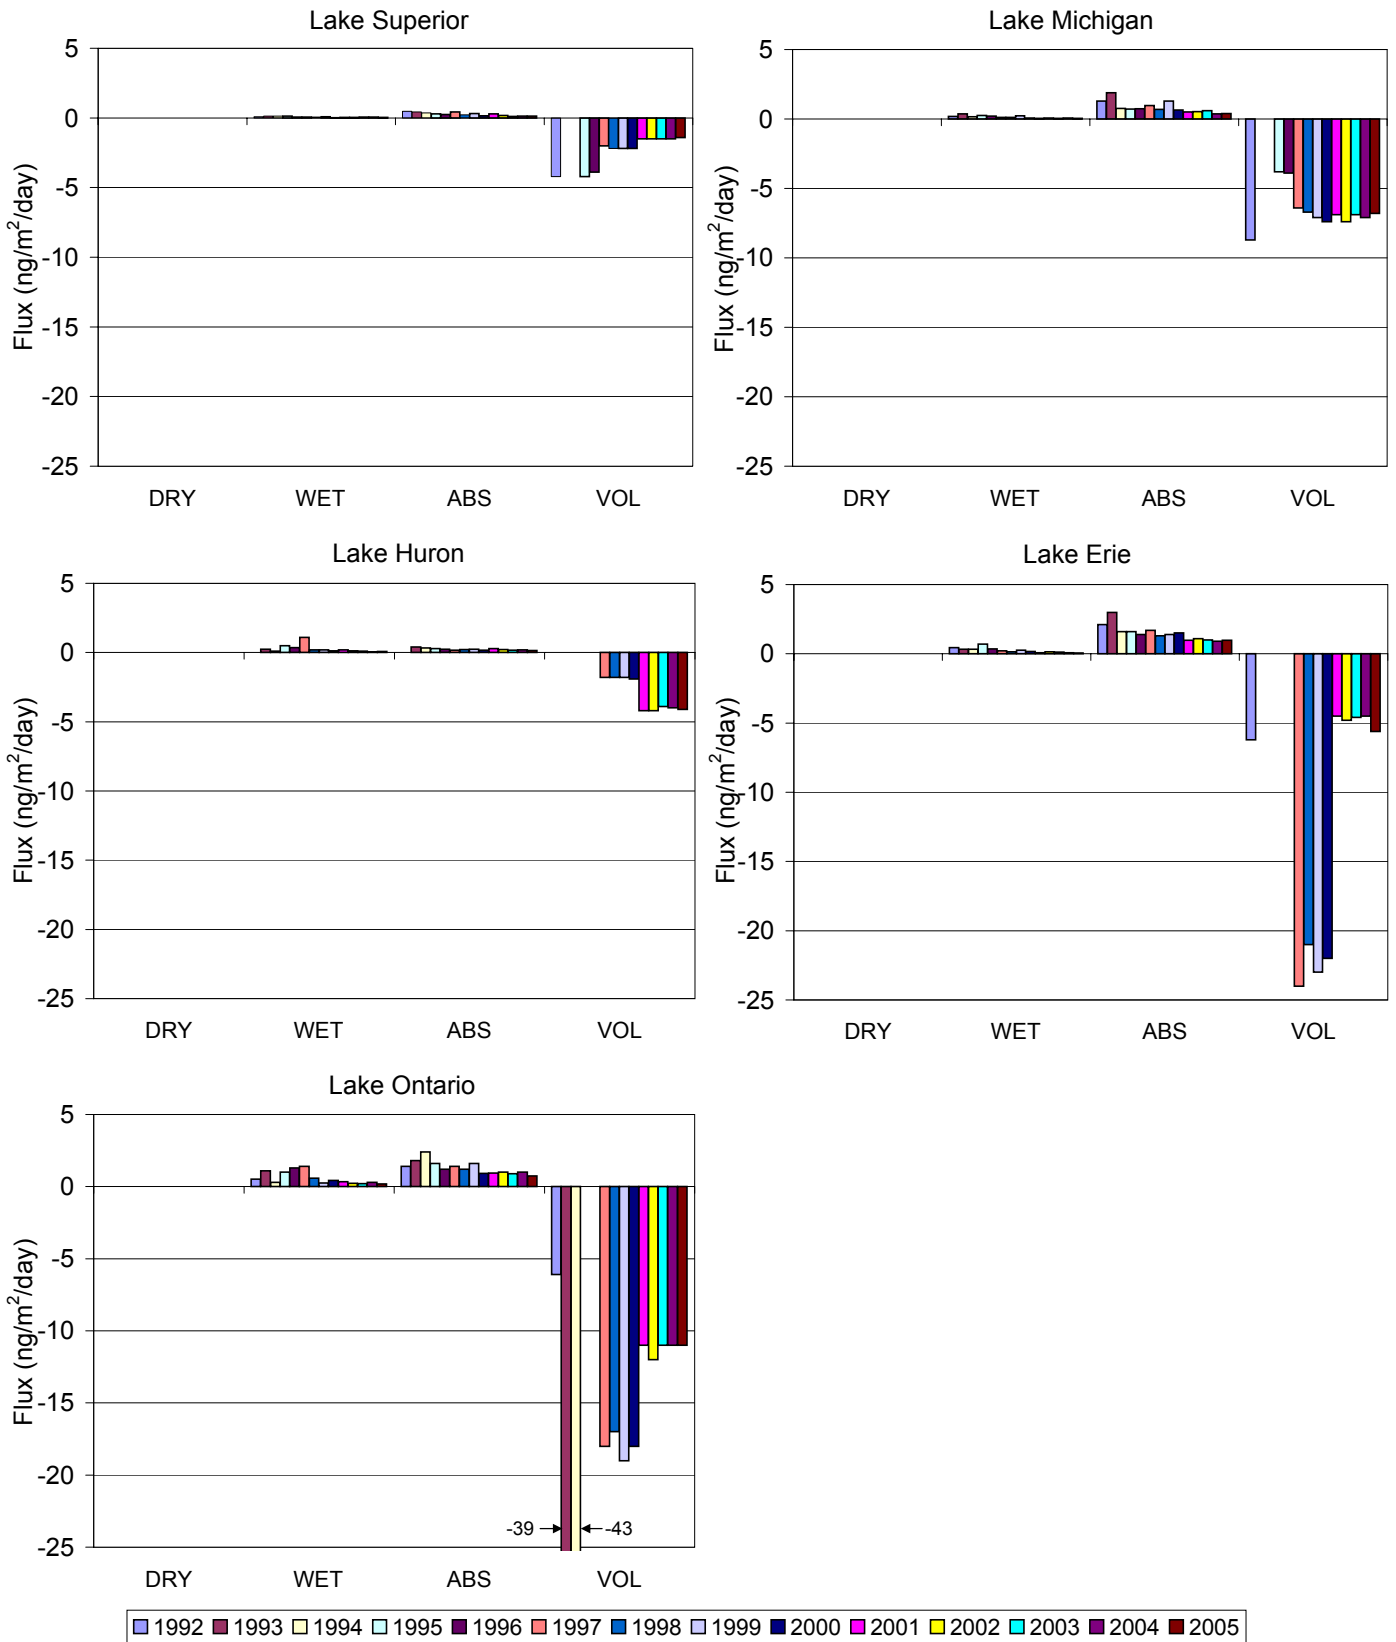 Lake Superior
5
0
-5
-10
-15
-20
-25
Flux (ng/m²/day)
DRY WET ABS VOL
Lake Michigan
5
0
-5
-10
-15
-20
-25
Flux (ng/m²/day)
DRY WET ABS VOL
Lake Huron
5
0
-5
-10
-15
-20
-25
Flux (ng/m²/day)
DRY WET ABS VOL
Lake Erie
5
0
-5
-10
-15
-20
-25
Flux (ng/m²/day)
DRY WET ABS VOL
Lake Ontario
5
0
-5
-10
-15
-20
-25
Flux (ng/m²/day)
-39 -43
DRY WET ABS VOL
1992 1993 1994 1995 1996 1997 1998 1999 2000 2001 2002 2003 2004 2005